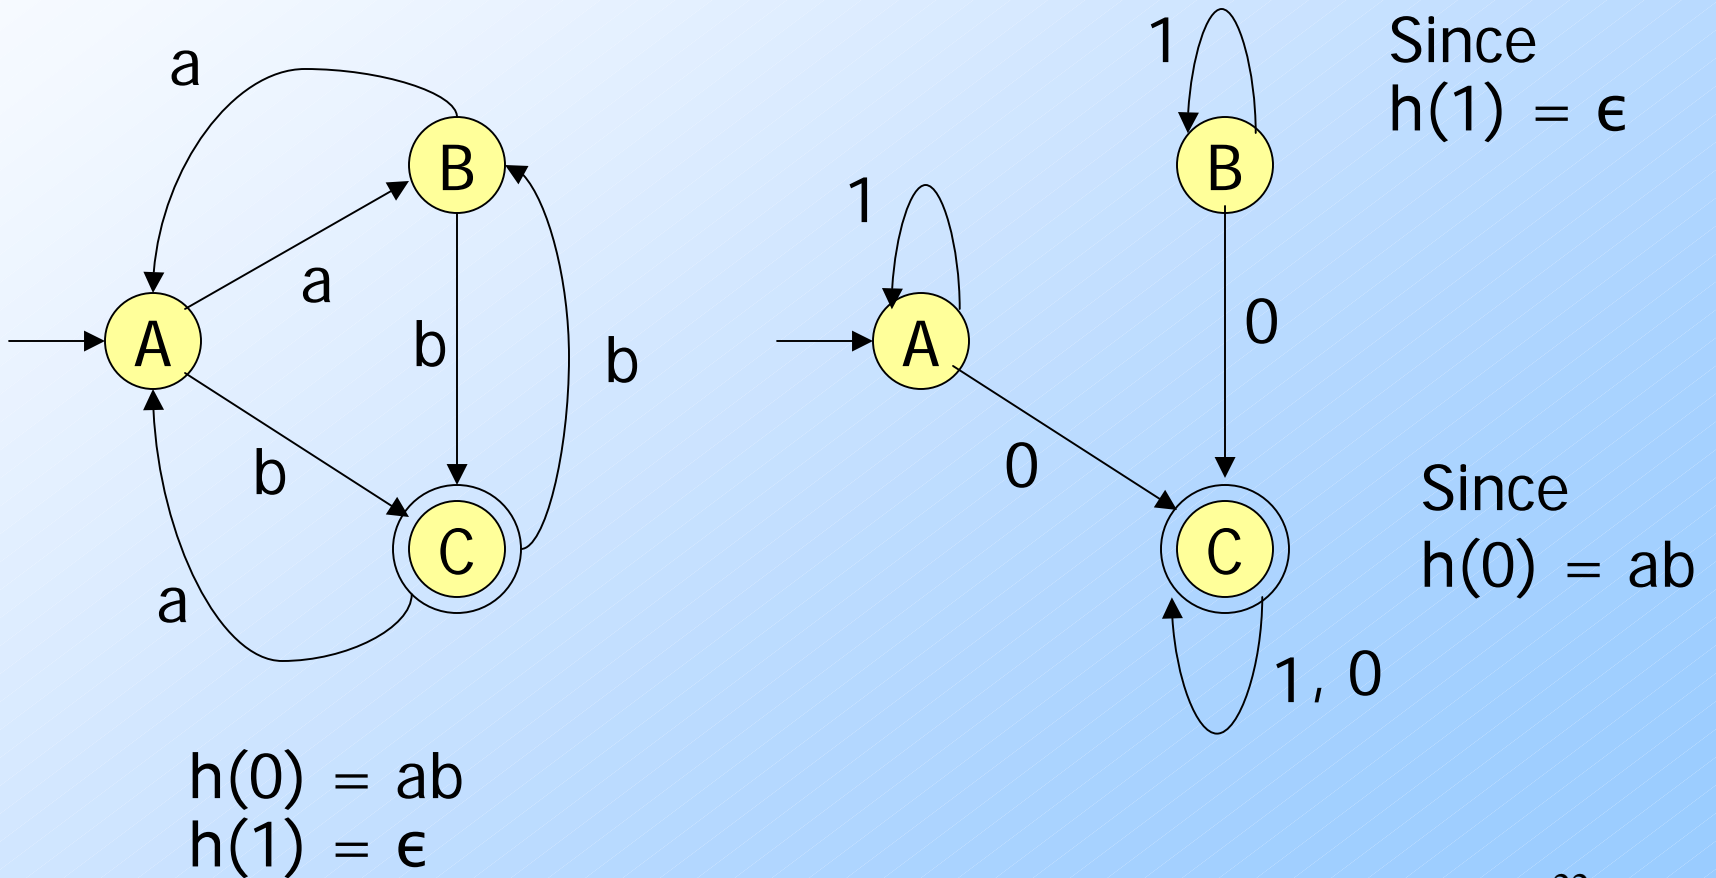 a
B
a
A
b
b
b
C
a
h(0) = ab
h(1) = ϵ
1
B
1
A
0
0
C
1, 0
Since
h(1) = ϵ
Since
h(0) = ab